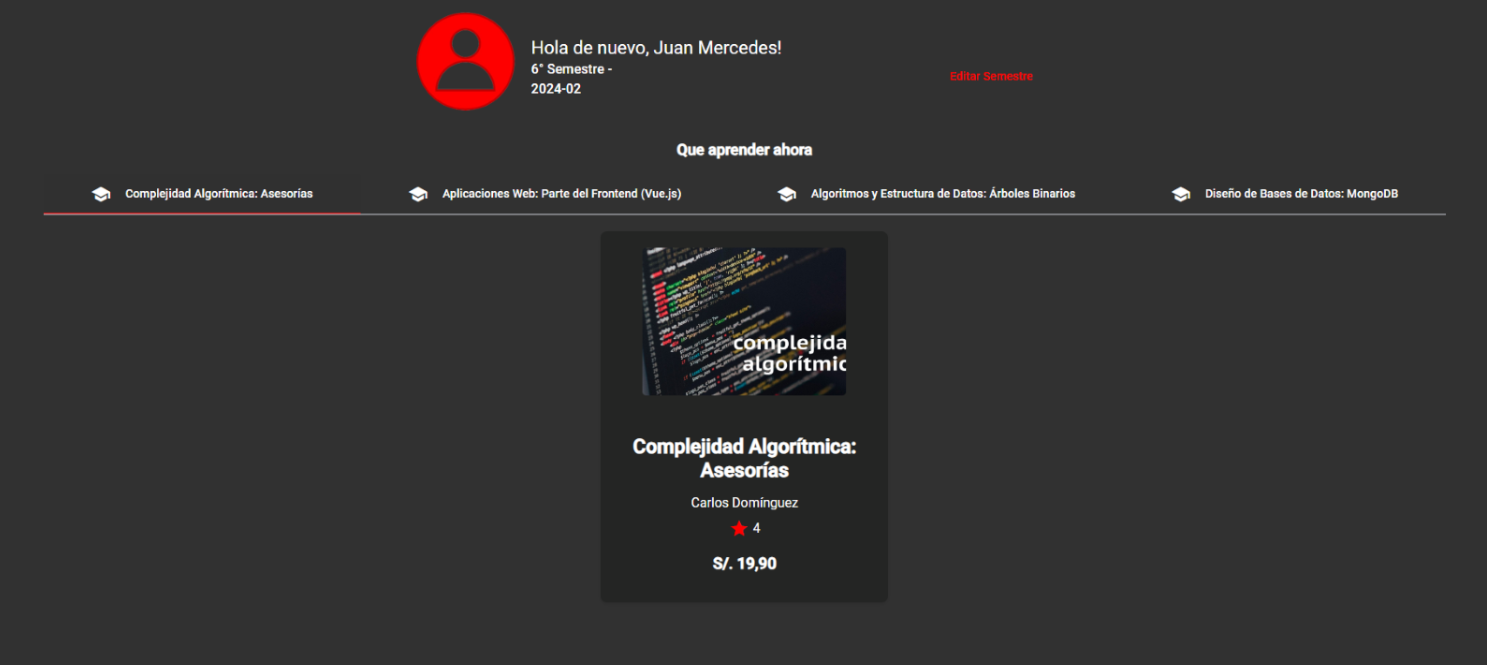 Hola de nuevo, Juan Mercedes!
6° Semestre -
2024-02
Editar Semestre
Que aprender ahora
Complejidad Algorítmica: Asesorías
Aplicaciones Web: Parte del Frontend (Vue.js)
Algoritmos y Estructura de Datos: Árboles Binarios
Diseño de Bases de Datos: MongoDB
complejida
algorítmic
Complejidad Algorítmica:
Asesorías
Carlos Domínguez
4
S/. 19,90